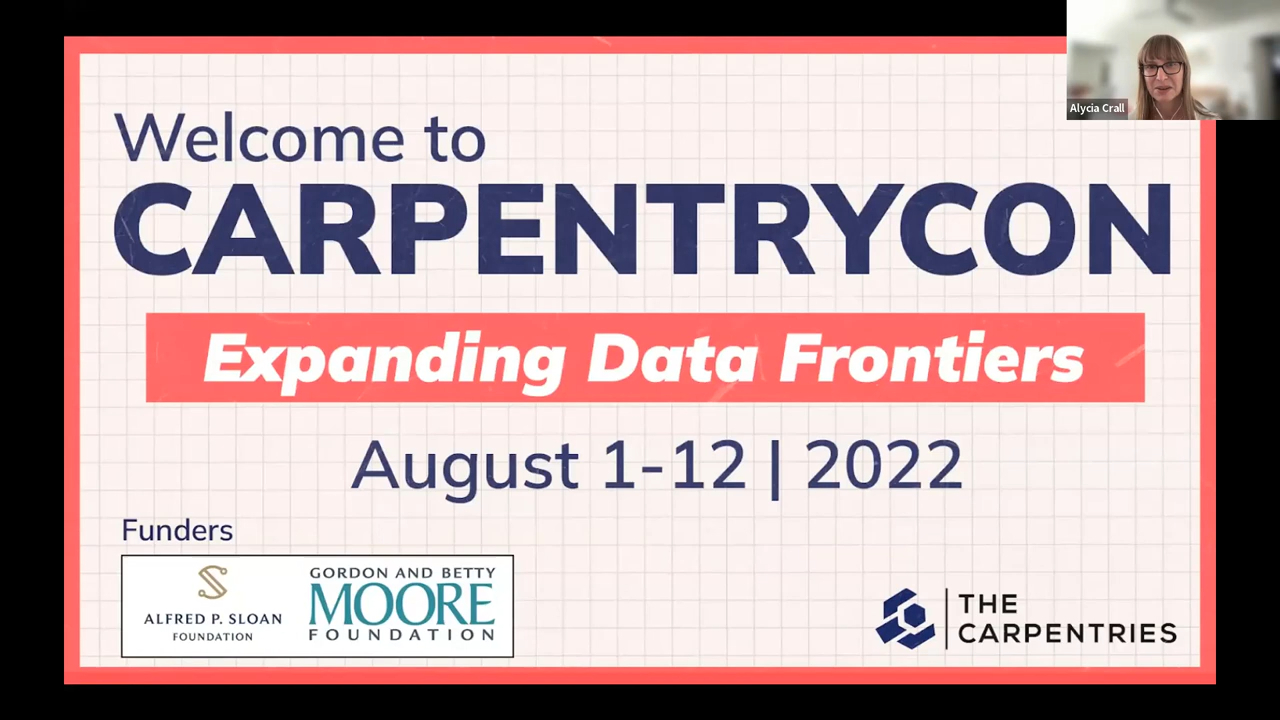 Welcome to
CARPENTRYCON
Expanding Data Frontiers
August 1-12 | 2022
Funders
ALFRED P. SLOAN
FOUNDATION
GORDON AND BETTY
MOORE
FOUNDATION
THE
CARPENTRIES
Alycia Crall